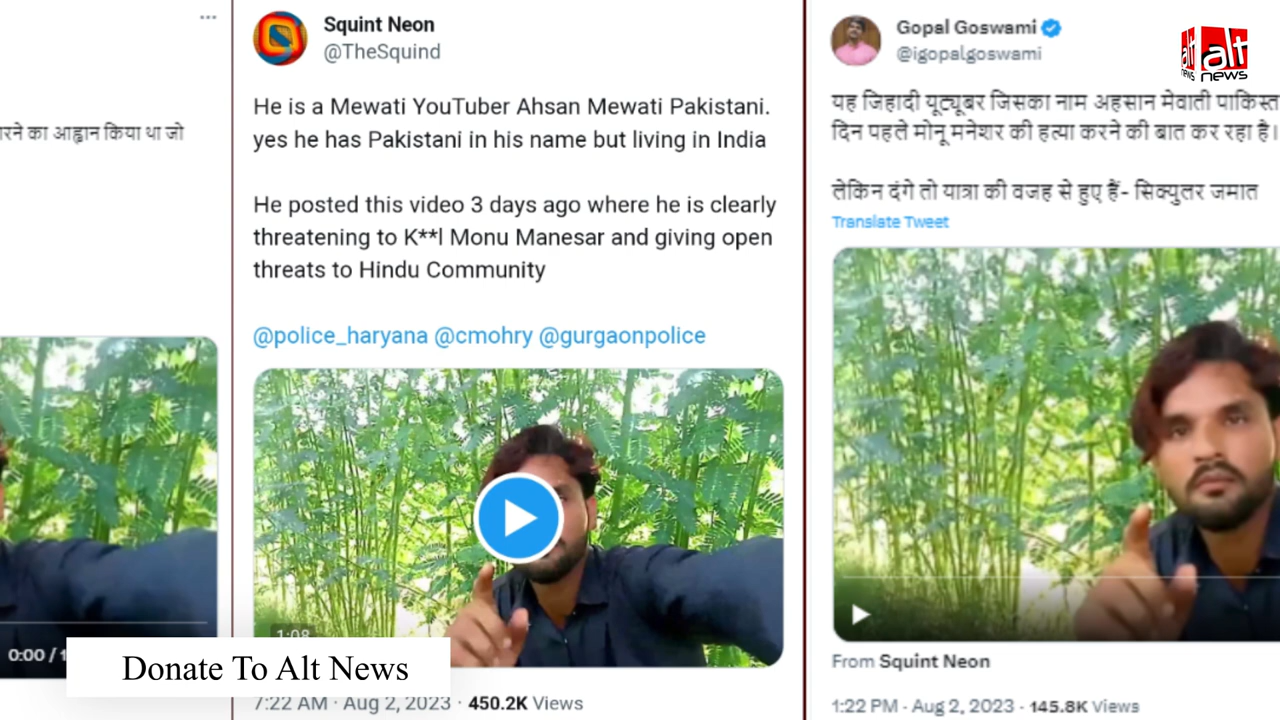 रने का आह्वान किया था जो
0:00 /
Squint Neon
@TheSquind
He is a Mewati YouTuber Ahsan Mewati Pakistani.
yes he has Pakistani in his name but living in India
He posted this video 3 days ago where he is clearly
threatening to K**l Monu Manesar and giving open
threats to Hindu Community
@police_haryana @cmohry @gurgaonpolice
1:08
7:22 AM · Aug 2, 2023 · 450.2K Views
Gopal Goswami
@igopalgoswami
यह जिहादी यूट्यूबर जिसका नाम अहसान मेवाती पाकिस्त
दिन पहले मोनू मनेशर की हत्या करने की बात कर रहा है।
लेकिन दंगे तो यात्रा की वजह से हुए हैं- सिक्युलर जमात
Translate Tweet
From Squint Neon
1:22 PM · Aug 2, 2023 · 145.8K Views
alt
news
alt
news
Donate To Alt News